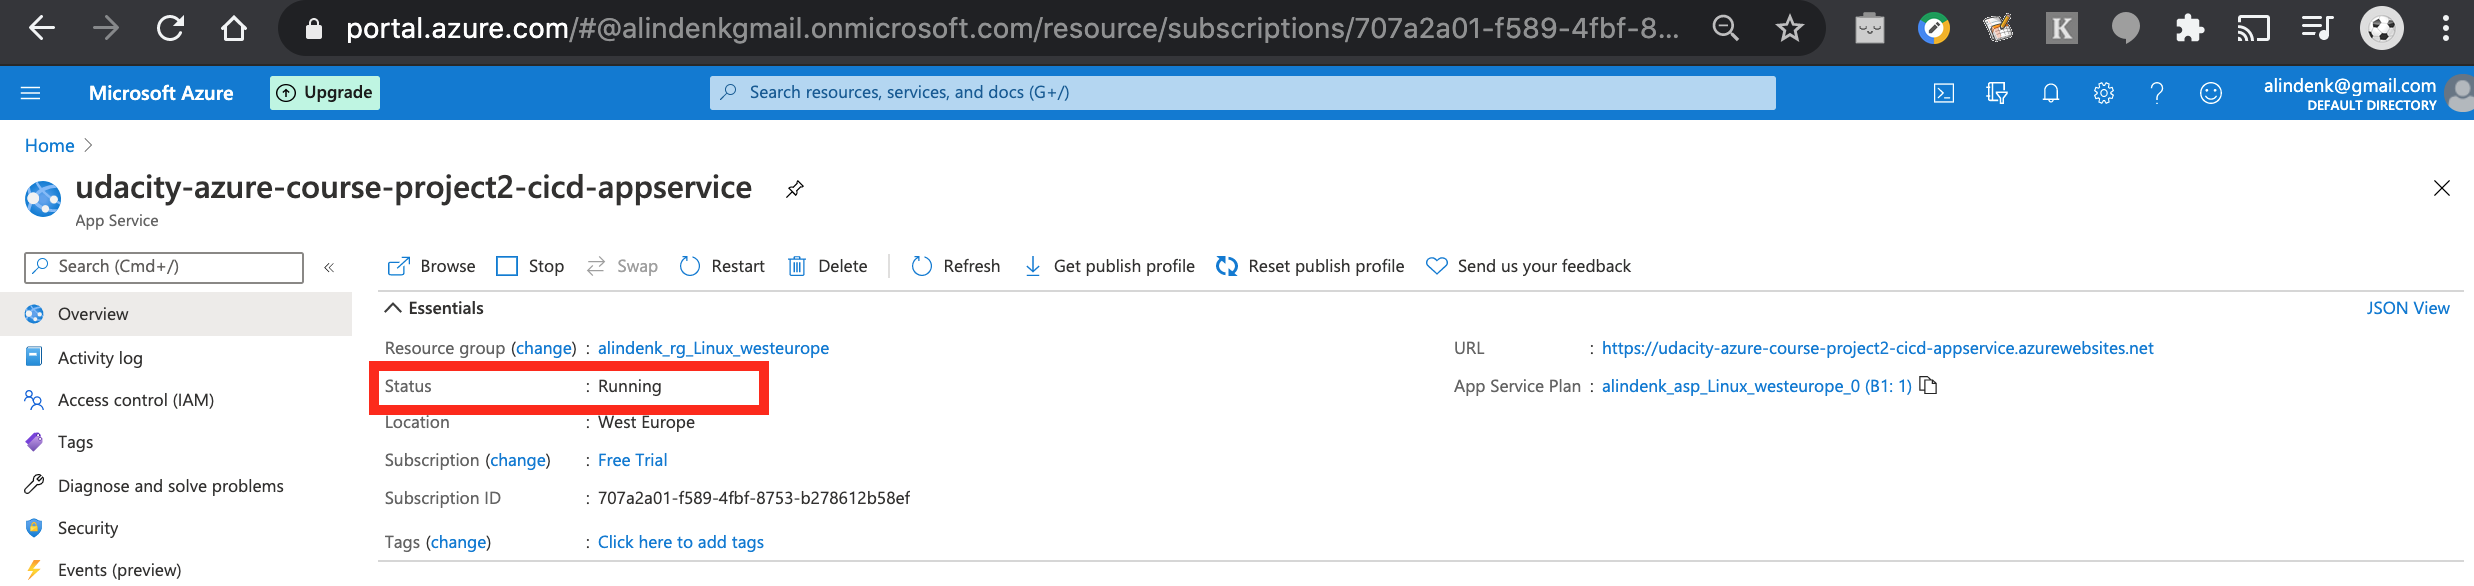 portal.azure.com/#@alindenkgmail.onmicrosoft.com/resource/subscriptions/707a2a01-f589-4fbf-8...
K
Microsoft Azure
Upgrade
Search resources, services, and docs (G+/)
alindenk@gmail.com
DEFAULT DIRECTORY
Home
udacity-azure-course-project2-cicd-appservice
App Service
Search (Cmd+/)
Browse Stop Swap Restart Delete Refresh Get publish profile Reset publish profile Send us your feedback
Overview
Activity log
Access control (IAM)
Tags
Diagnose and solve problems
Security
Events (preview)
Essentials
JSON View
Resource group (change) : alindenk_rg_Linux_westeurope
Status : Running
Location : West Europe
Subscription (change) : Free Trial
Subscription ID : 707a2a01-f589-4fbf-8753-b278612b58ef
Tags (change) : Click here to add tags
URL : https://udacity-azure-course-project2-cicd-appservice.azurewebsites.net
App Service Plan : alindenk_asp_Linux_westeurope_0 (B1: 1)